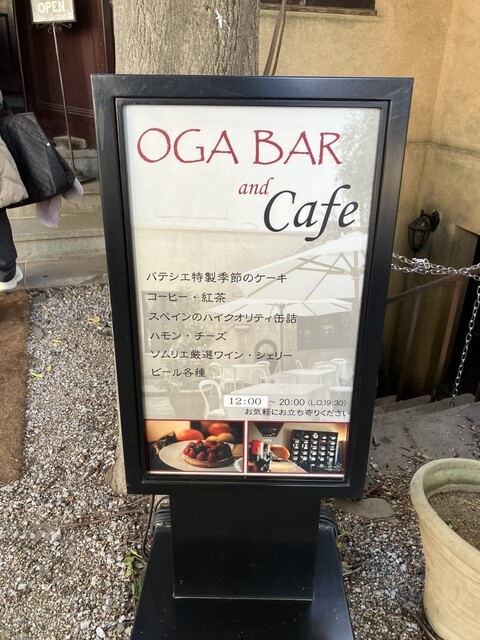 OPEN
OGA BAR
and
Cafe
パテシエ特製季節のケーキ
コーヒー・紅茶
スペインのハイクオリティ缶詰
ハモン・チーズ
ソムリエ厳選ワイン・シェリー
ビール各種
12:00 ~ 20:00 (L.O,19:30)
お気軽にお立ち寄りください